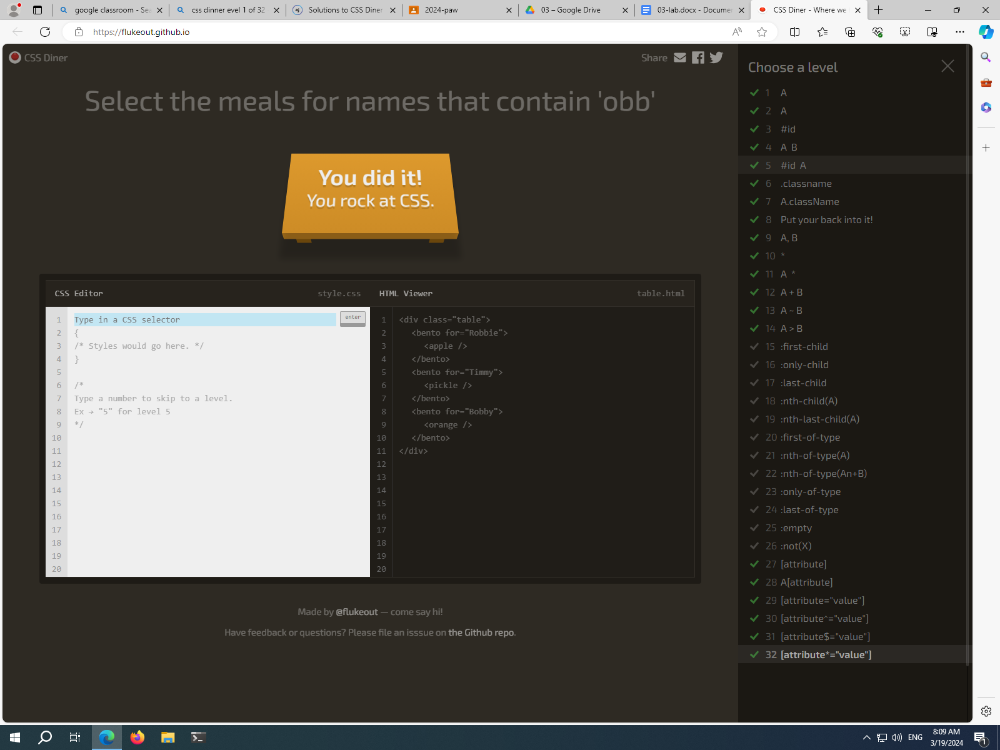 google classroom - Sea
css dinner evel 1 of 32
Solutions to CSS Diner
2024-paw
03 – Google Drive
03-lab.docx - Documen
CSS Diner - Where we
https://flukeout.github.io
CSS Diner
Share
Select the meals for names that contain 'obb'
You did it!
You rock at CSS.
CSS Editor
style.css
HTML Viewer
table.html
1 Type in a CSS selector
enter
2 {
3 /* Styles would go here. */
4 }
5
6 /*
7 Type a number to skip to a level.
8 Ex → "5" for level 5
9 */
10
11
12
13
14
15
16
17
18
19
20
1 <div class="table">
2 <bento for="Robbie">
3 <apple />
4 </bento>
5 <bento for="Timmy">
6 <pickle />
7 </bento>
8 <bento for="Bobby">
9 <orange />
10 </bento>
11 </div>
12
13
14
15
16
17
18
19
20
Made by @flukeout — come say hi!
Have feedback or questions? Please file an isssue on the Github repo.
Choose a level
1 A
2 A
3 #id
4 A B
5 #id A
6 .classname
7 A.className
8 Put your back into it!
9 A, B
10 *
11 A *
12 A + B
13 A ~ B
14 A > B
15 :first-child
16 :only-child
17 :last-child
18 :nth-child(A)
19 :nth-last-child(A)
20 :first-of-type
21 :nth-of-type(A)
22 :nth-of-type(An+B)
23 :only-of-type
24 :last-of-type
25 :empty
26 :not(X)
27 [attribute]
28 A[attribute]
29 [attribute="value"]
30 [attribute^="value"]
31 [attribute$="value"]
32 [attribute*="value"]
ENG
8:09 AM
3/19/2024
1